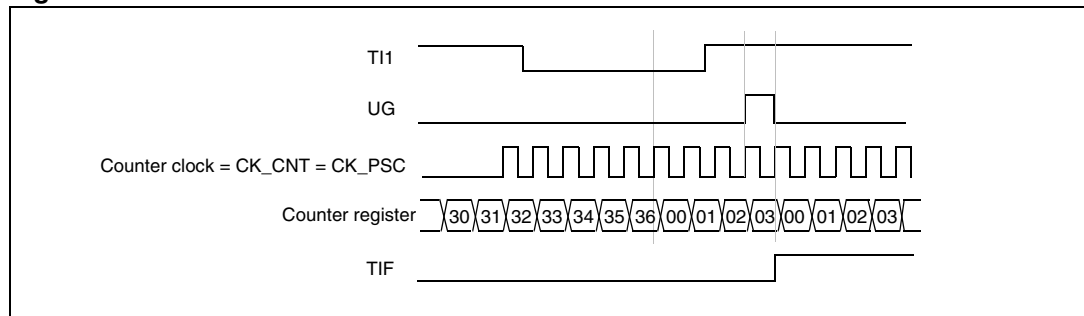 TI1
UG
Counter clock = CK_CNT = CK_PSC
Counter register 30 31 32 33 34 35 36 00 01 02 03 00 01 02 03
TIF